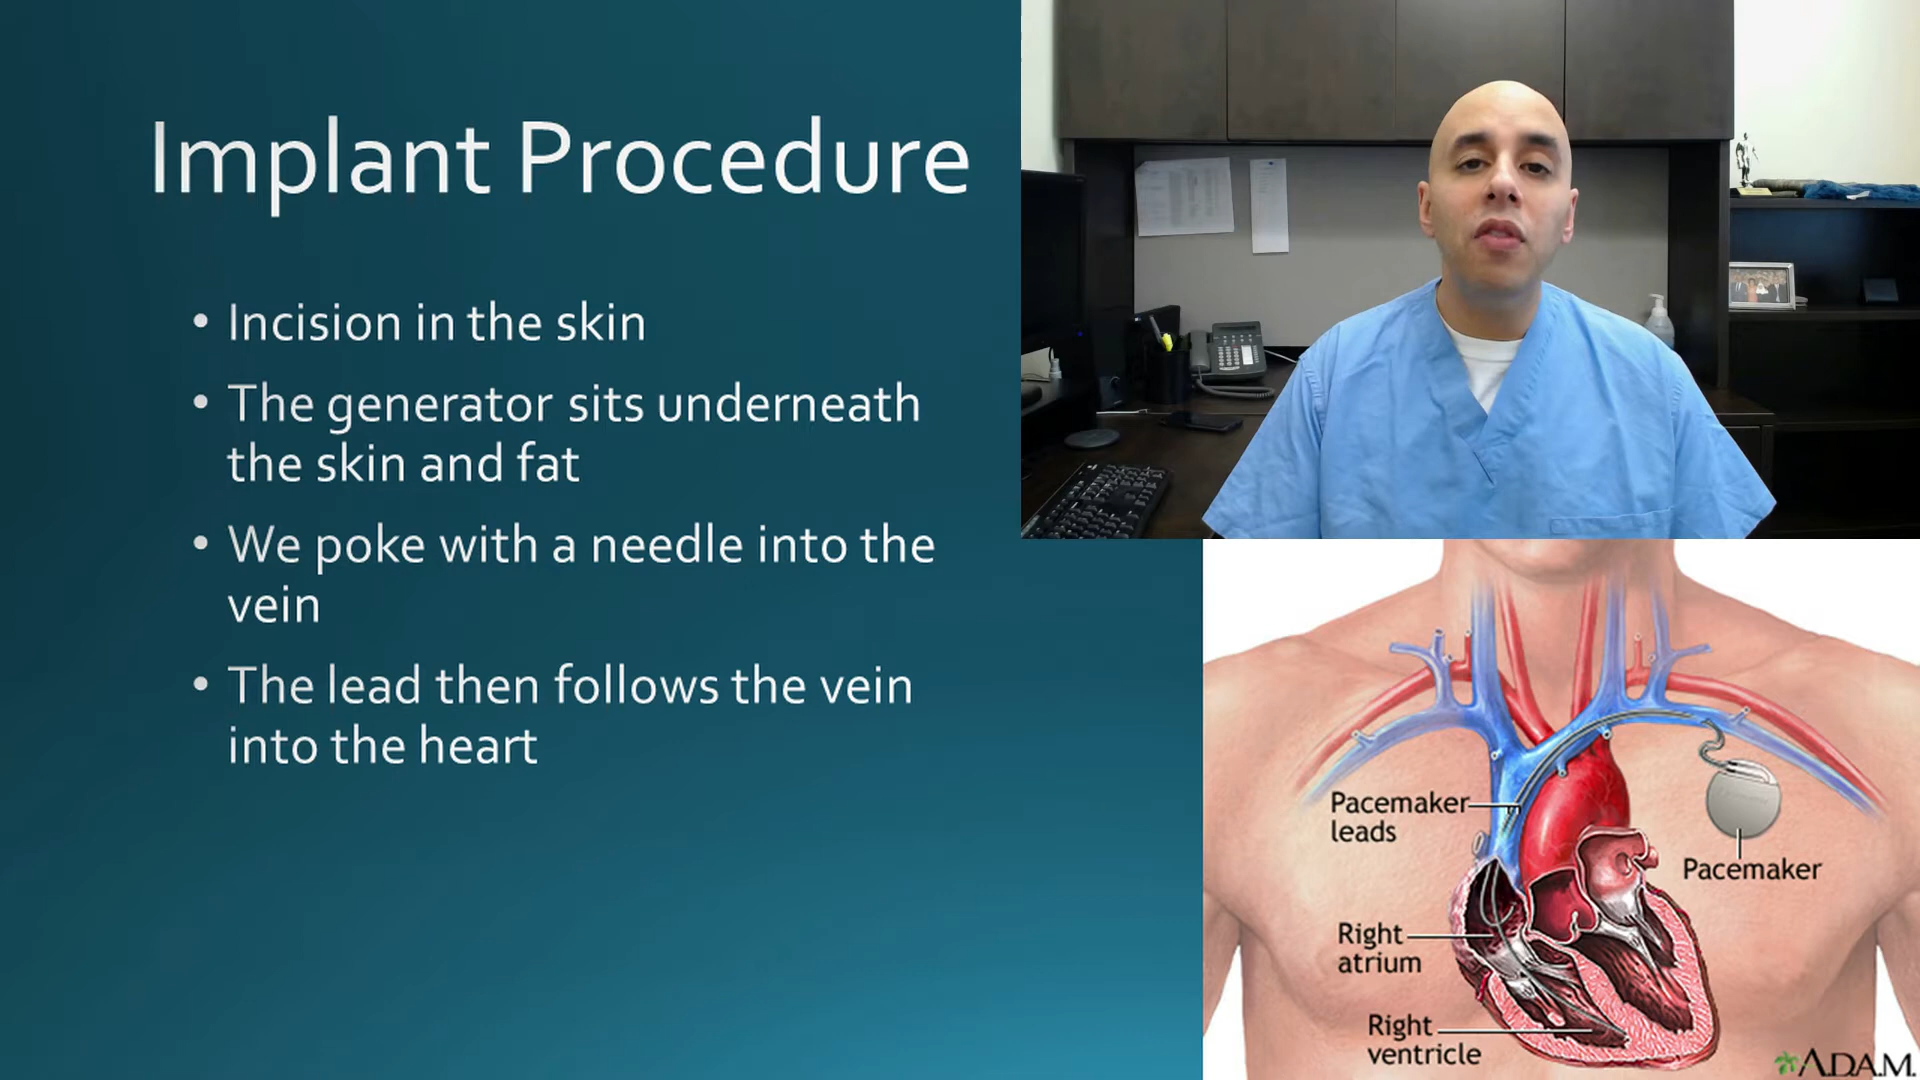 Implant Procedure
• Incision in the skin
• The generator sits underneath
the skin and fat
• We poke with a needle into the
vein
• The lead then follows the vein
into the heart
Pacemaker
leads
Pacemaker
Right
atrium
Right
ventricle
A.D.A.M.